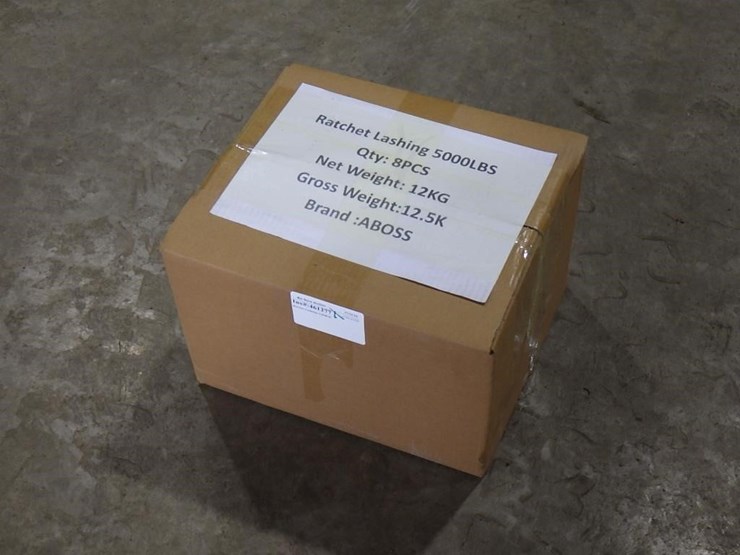 Ratchet Lashing 5000LBS
Qty: 8PCS
Net Weight: 12KG
Gross Weight:12.5K
Brand :ABOSS